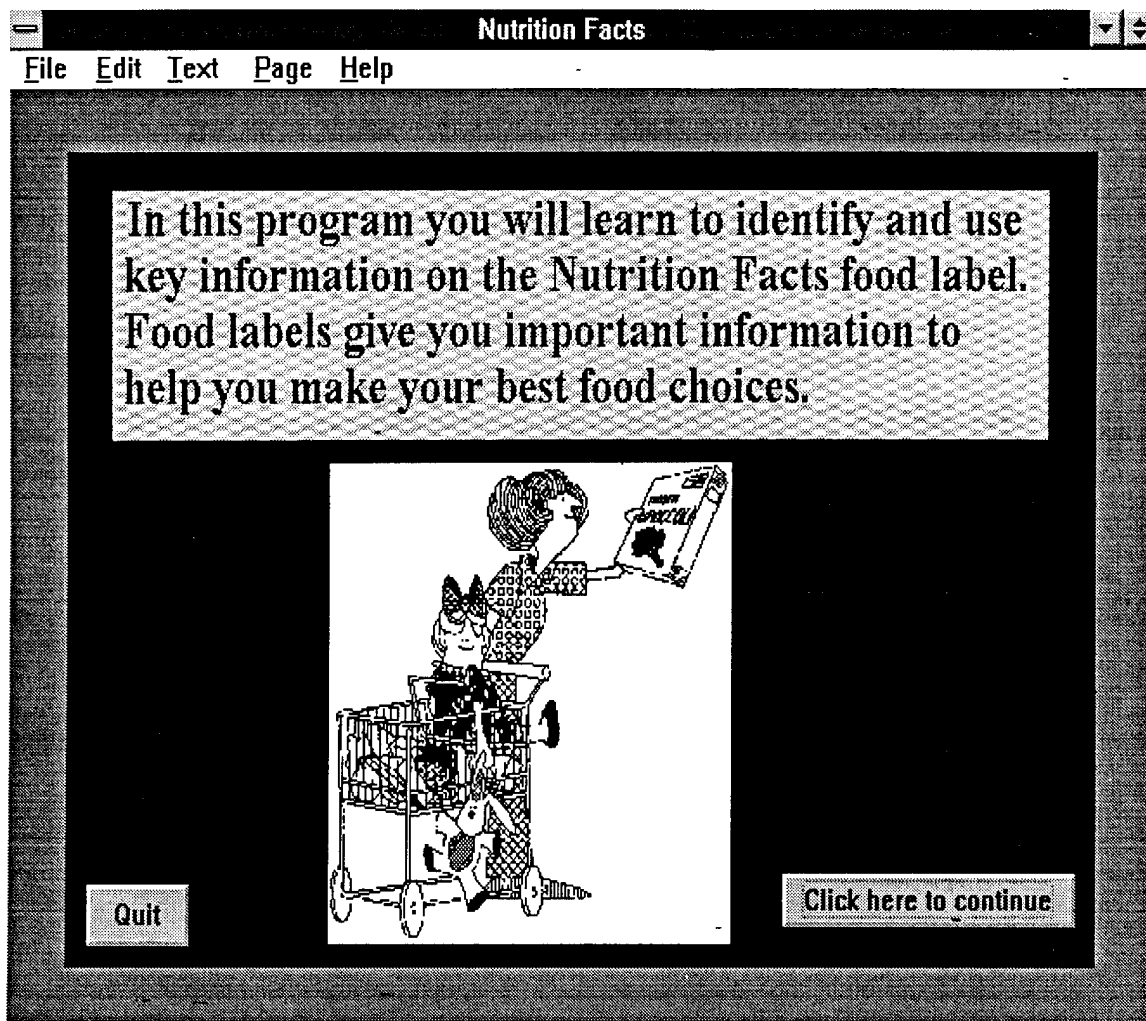 Nutrition Facts
File Edit Text Page Help
In this program you will learn to identify and use
key information on the Nutrition Facts food label.
Food labels give you important information to
help you make your best food choices.
Quit
Click here to continue